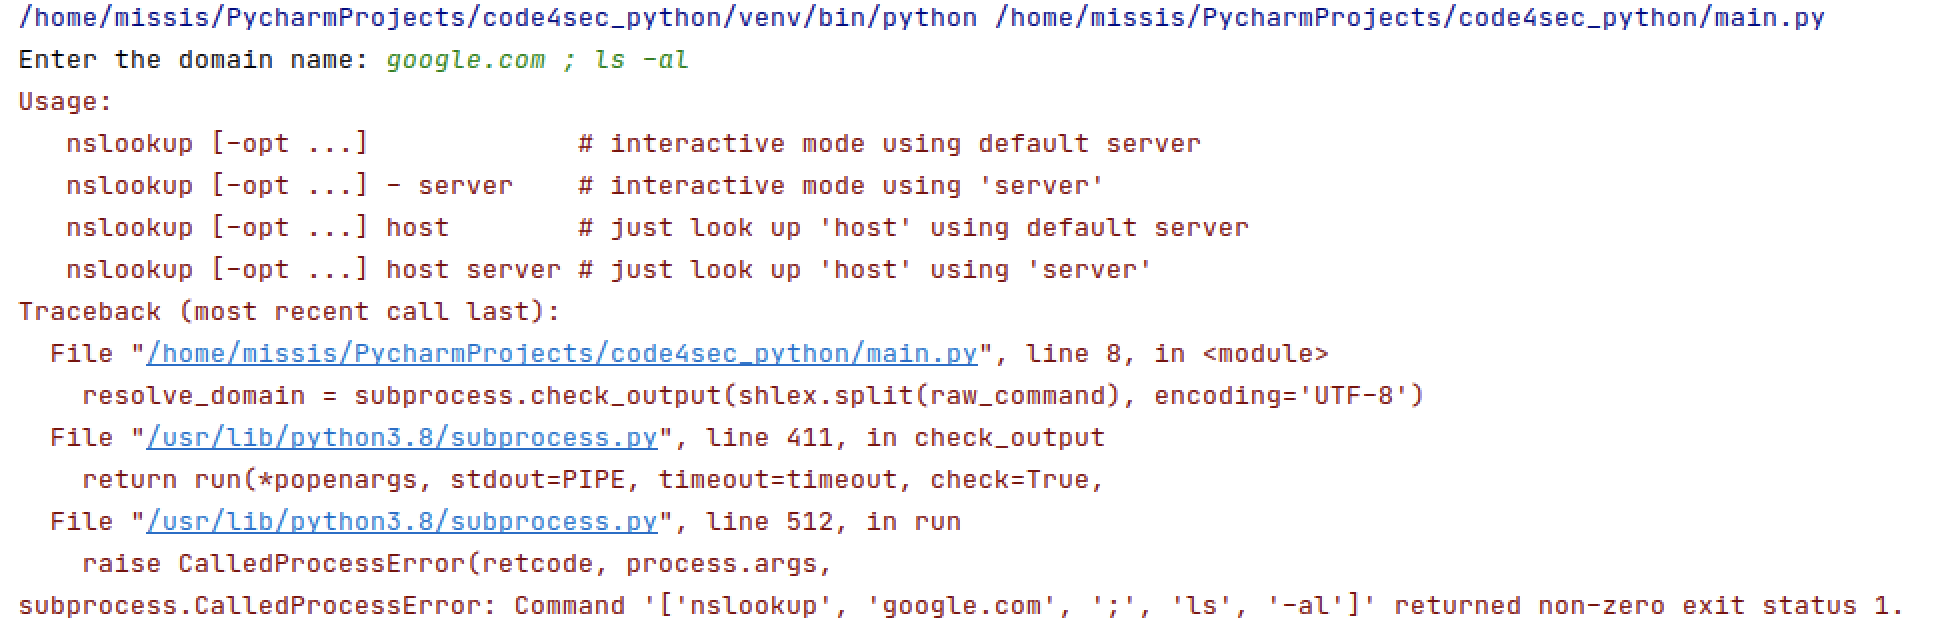 /home/missis/PycharmProjects/code4sec_python/venv/bin/python /home/missis/PycharmProjects/code4sec_python/main.py
Enter the domain name: google.com ; ls -al
Usage:
   nslookup [-opt ...]             # interactive mode using default server
   nslookup [-opt ...] - server    # interactive mode using 'server'
   nslookup [-opt ...] host        # just look up 'host' using default server
   nslookup [-opt ...] host server # just look up 'host' using 'server'
Traceback (most recent call last):
  File "/home/missis/PycharmProjects/code4sec_python/main.py", line 8, in <module>
    resolve_domain = subprocess.check_output(shlex.split(raw_command), encoding='UTF-8')
  File "/usr/lib/python3.8/subprocess.py", line 411, in check_output
    return run(*popenargs, stdout=PIPE, timeout=timeout, check=True,
  File "/usr/lib/python3.8/subprocess.py", line 512, in run
    raise CalledProcessError(retcode, process.args,
subprocess.CalledProcessError: Command '['nslookup', 'google.com', ';', 'ls', '-al']' returned non-zero exit status 1.